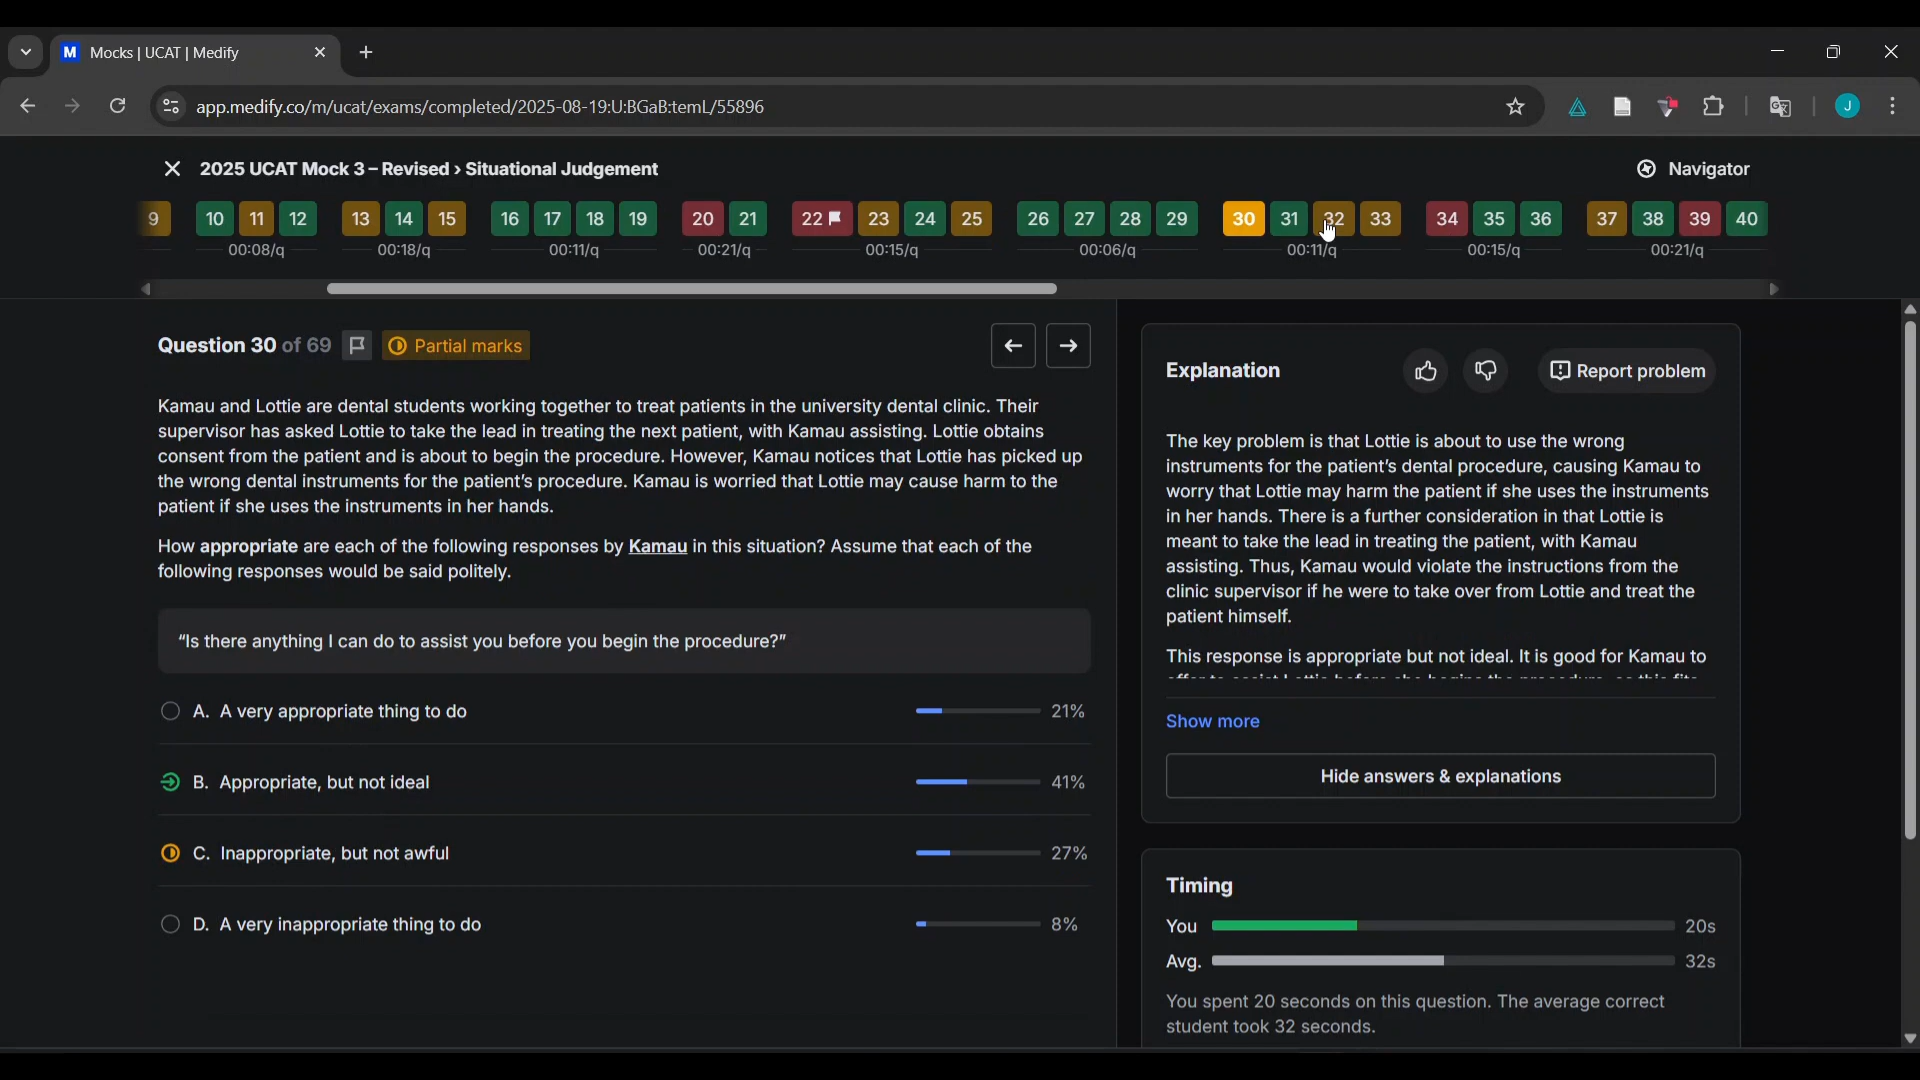 M Mocks | UCAT | Medify
app.medify.co/m/ucat/exams/completed/2025-08-19:U:BGaB:temL/55896
J
2025 UCAT Mock 3 – Revised › Situational Judgement
Navigator
9 10 11 12 13 14 15 16 17 18 19 20 21 22 23 24 25 26 27 28 29 30 31 32 33 34 35 36 37 38 39 40
00:08/q 00:18/q 00:11/q 00:21/q 00:15/q 00:06/q 00:11/q 00:15/q 00:21/q
Question 30 of 69 Partial marks
Kamau and Lottie are dental students working together to treat patients in the university dental clinic. Their
supervisor has asked Lottie to take the lead in treating the next patient, with Kamau assisting. Lottie obtains
consent from the patient and is about to begin the procedure. However, Kamau notices that Lottie has picked up
the wrong dental instruments for the patient’s procedure. Kamau is worried that Lottie may cause harm to the
patient if she uses the instruments in her hands.
How appropriate are each of the following responses by Kamau in this situation? Assume that each of the
following responses would be said politely.
“Is there anything I can do to assist you before you begin the procedure?”
A. A very appropriate thing to do 21%
B. Appropriate, but not ideal 41%
C. Inappropriate, but not awful 27%
D. A very inappropriate thing to do 8%
Explanation
Report problem
The key problem is that Lottie is about to use the wrong
instruments for the patient’s dental procedure, causing Kamau to
worry that Lottie may harm the patient if she uses the instruments
in her hands. There is a further consideration in that Lottie is
meant to take the lead in treating the patient, with Kamau
assisting. Thus, Kamau would violate the instructions from the
clinic supervisor if he were to take over from Lottie and treat the
patient himself.
This response is appropriate but not ideal. It is good for Kamau to
Show more
Hide answers & explanations
Timing
You 20s
Avg. 32s
You spent 20 seconds on this question. The average correct
student took 32 seconds.